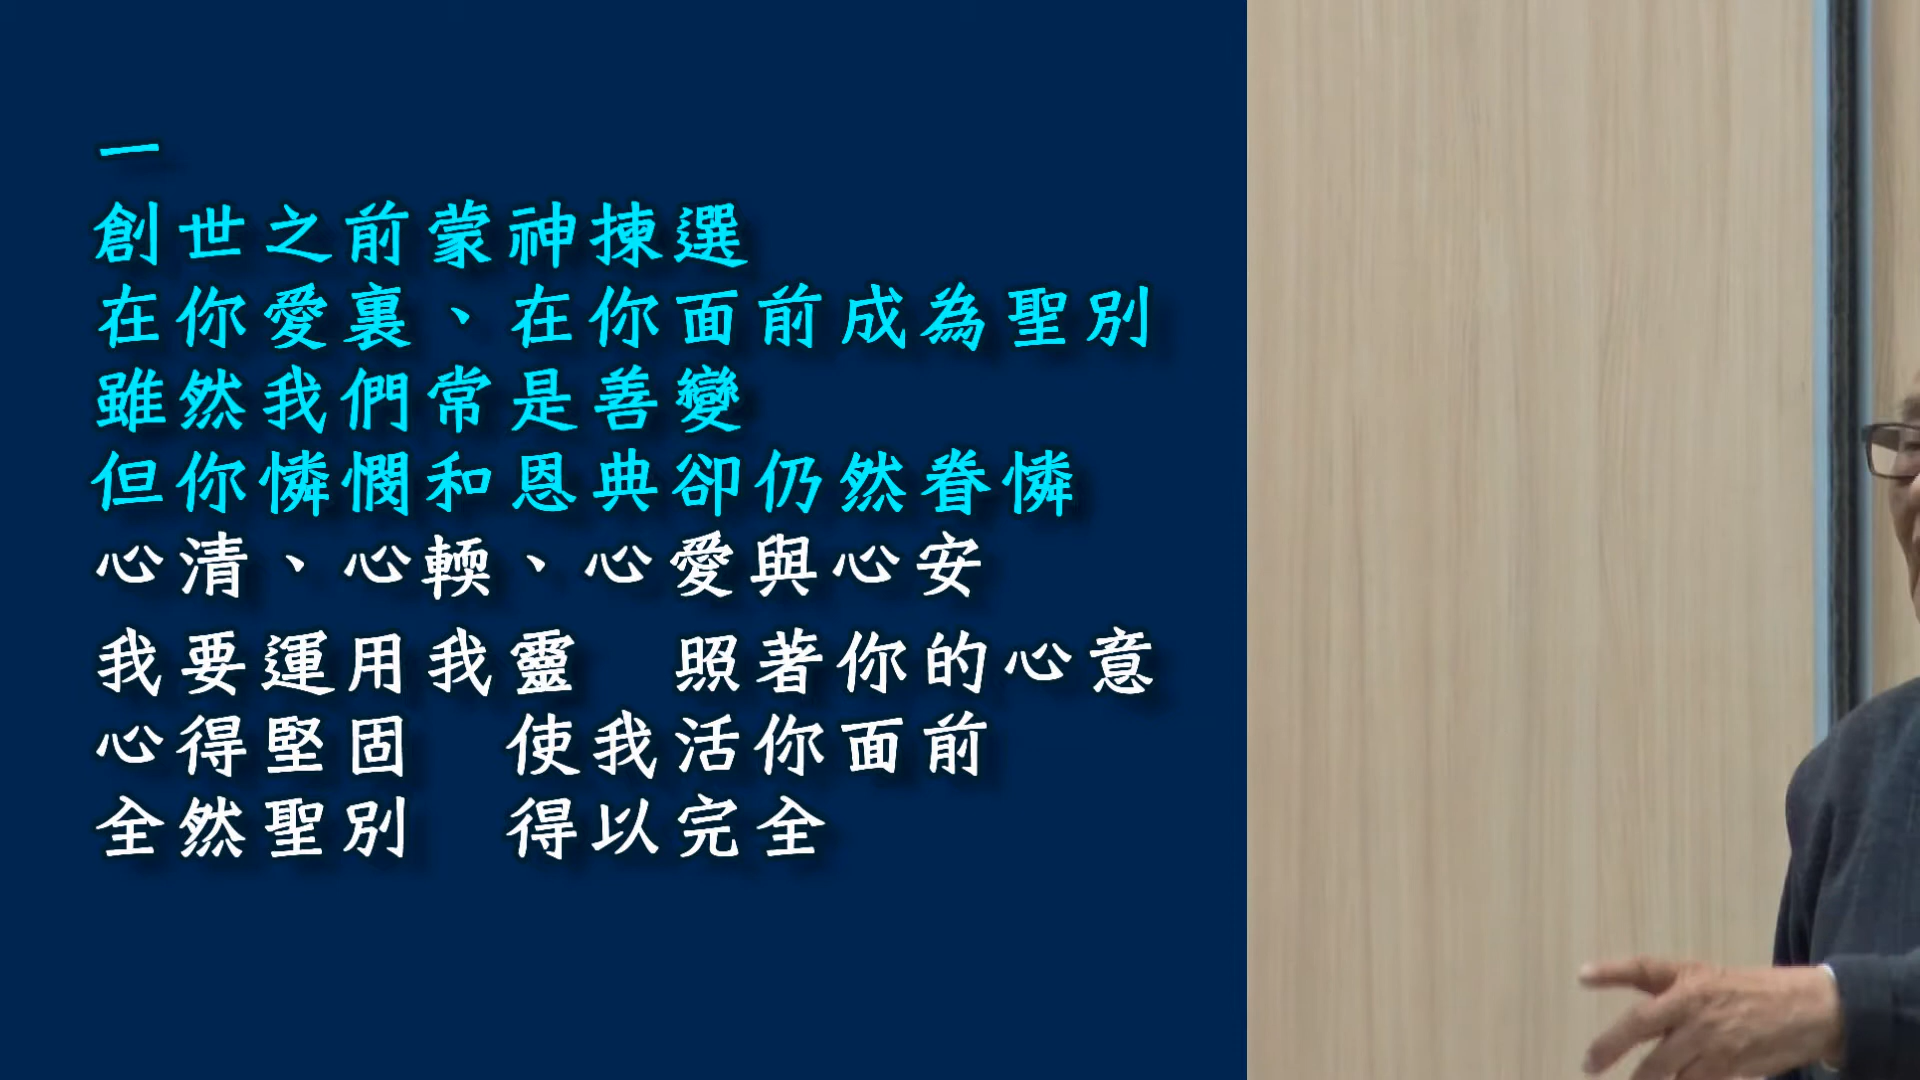 一
創世之前蒙神揀選
在你愛裏、在你面前成為聖別
雖然我們常是善變
但你憐憫和恩典卻仍然眷憐
心清、心輭、心愛與心安
我要運用我靈　照著你的心意
心得堅固　使我活你面前
全然聖別　得以完全